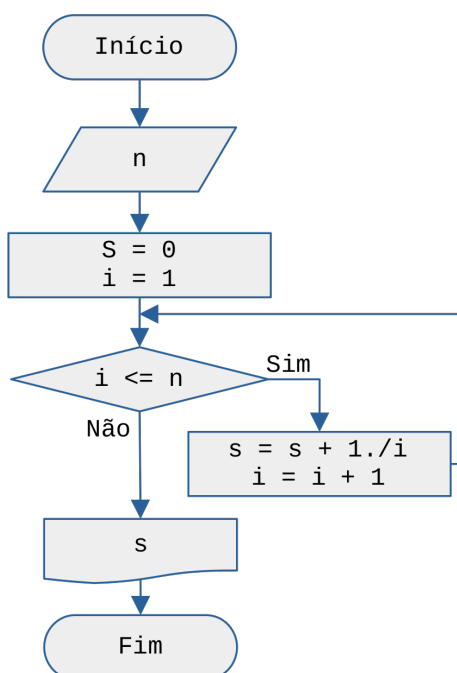 Início
n
S = 0
i = 1
i <= n
Sim
Não
s = s + 1./i
i = i + 1
s
Fim